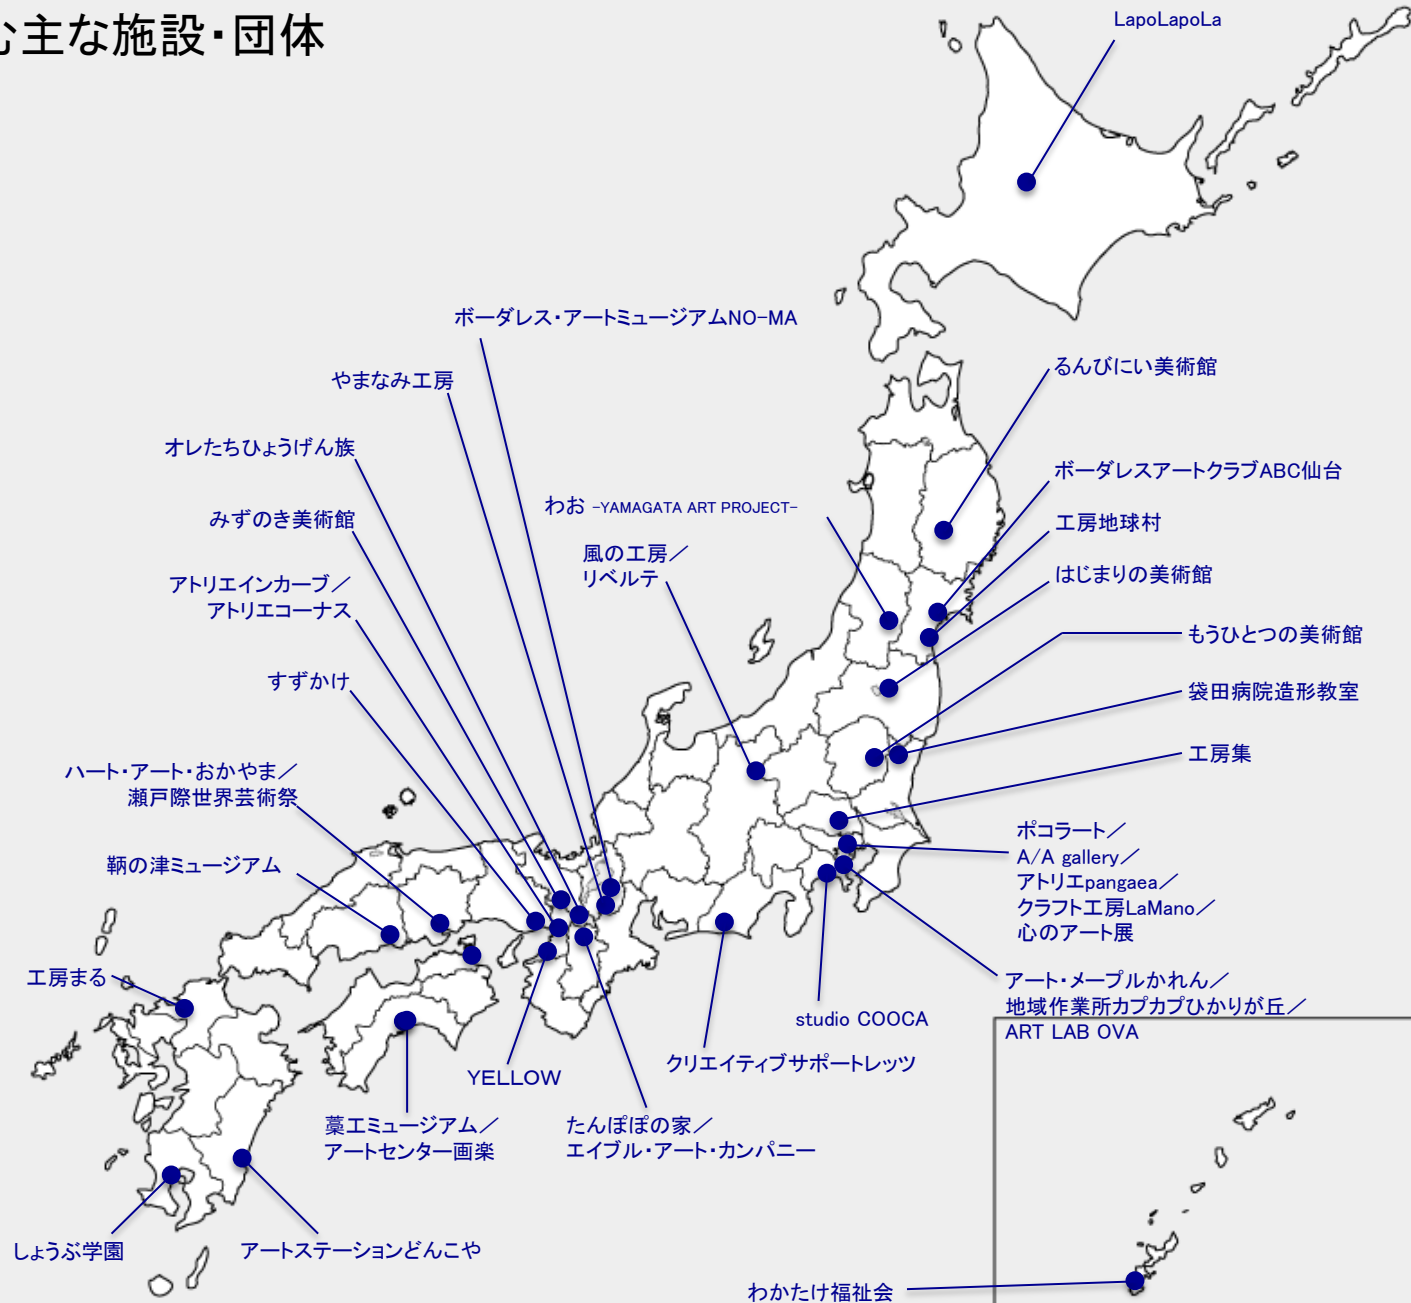 む主な施設・団体
LapoLapoLa
ボーダレス・アートミュージアムNO-MA
やまなみ工房
オレたちひょうげん族
みずのき美術館
アトリエインカーブ／
アトリエコーナス
すずかけ
ハート・アート・おかやま／
瀬戸際世界芸術祭
鞆の津ミュージアム
工房まる
しょうぶ学園
アートステーションどんこや
藁工ミュージアム／
アートセンター画楽
YELLOW
たんぽぽの家／
エイブル・アート・カンパニー
クリエイティブサポートレッツ
studio COOCA
わお -YAMAGATA ART PROJECT-
風の工房／
リベルテ
るんびにい美術館
ボーダレスアートクラブABC仙台
工房地球村
はじまりの美術館
もうひとつの美術館
袋田病院造形教室
工房集
ポコラート／
A/A gallery／
アトリエpangaea／
クラフト工房LaMano／
心のアート展
アート・メープルかれん／
地域作業所カプカプひかりが丘／
ART LAB OVA
わかたけ福祉会